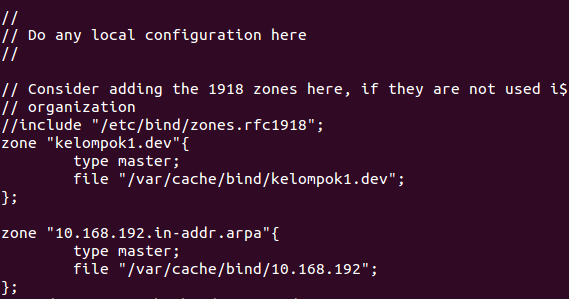 //
// Do any local configuration here
//
// Consider adding the 1918 zones here, if they are not used i$
// organization
//include "/etc/bind/zones.rfc1918";
zone "kelompok1.dev"{
        type master;
        file "/var/cache/bind/kelompok1.dev";
};
zone "10.168.192.in-addr.arpa"{
        type master;
        file "/var/cache/bind/10.168.192";
};